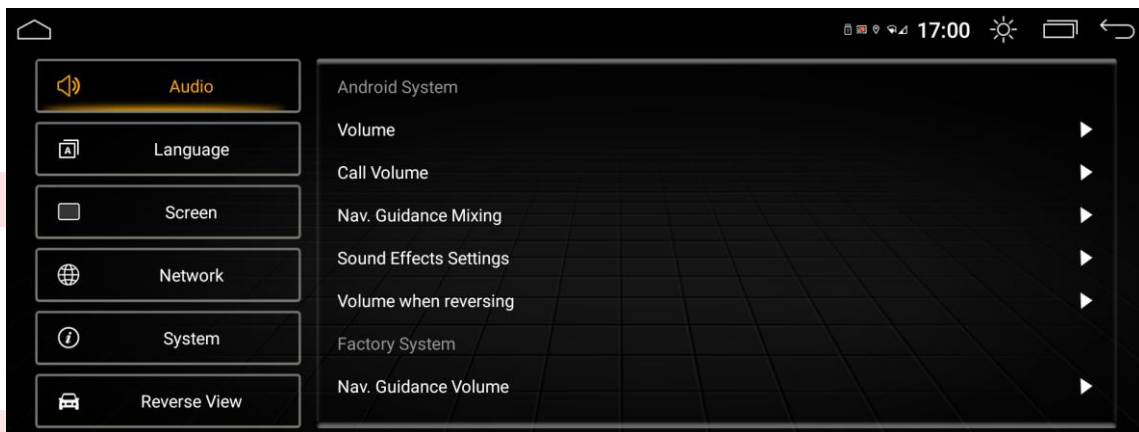 17:00
Audio
Language
Screen
Network
System
Reverse View
Android System
Volume
Call Volume
Nav. Guidance Mixing
Sound Effects Settings
Volume when reversing
Factory System
Nav. Guidance Volume